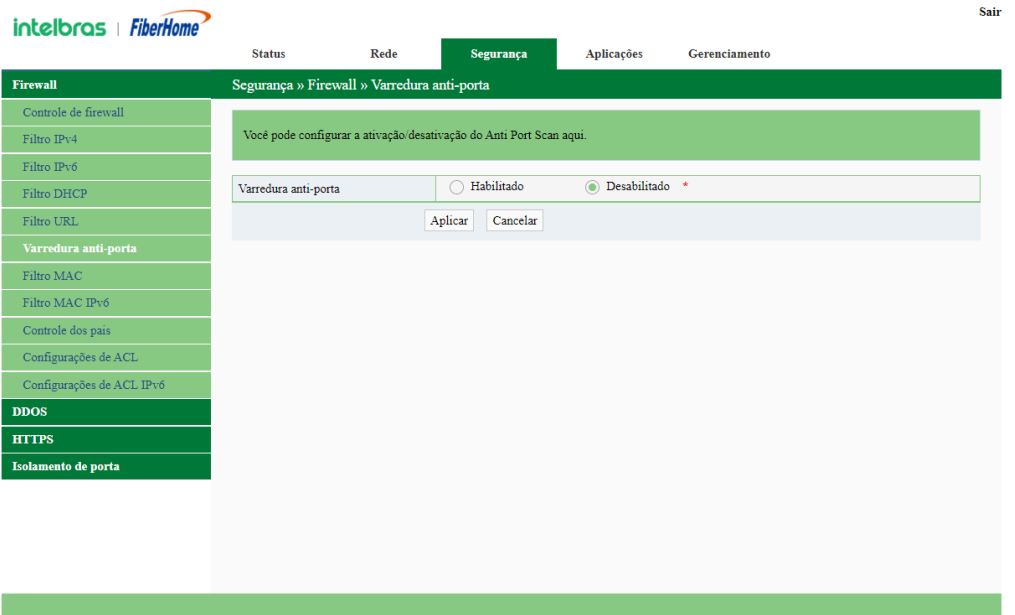 Sair
intelbras | FiberHome
Status Rede Segurança Aplicações Gerenciamento
Firewall
Segurança » Firewall » Varredura anti-porta
Controle de firewall
Filtro IPv4
Filtro IPv6
Filtro DHCP
Filtro URL
Varredura anti-porta
Filtro MAC
Filtro MAC IPv6
Controle dos pais
Configurações de ACL
Configurações de ACL IPv6
DDOS
HTTPS
Isolamento de porta
Você pode configurar a ativação/desativação do Anti Port Scan aqui.
Varredura anti-porta Habilitado Desabilitado *
Aplicar Cancelar